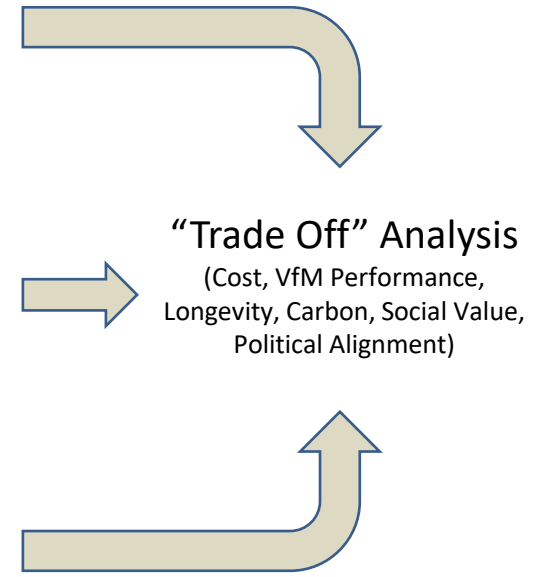 “Trade Off” Analysis
(Cost, VfM Performance,
Longevity, Carbon, Social Value,
Political Alignment)